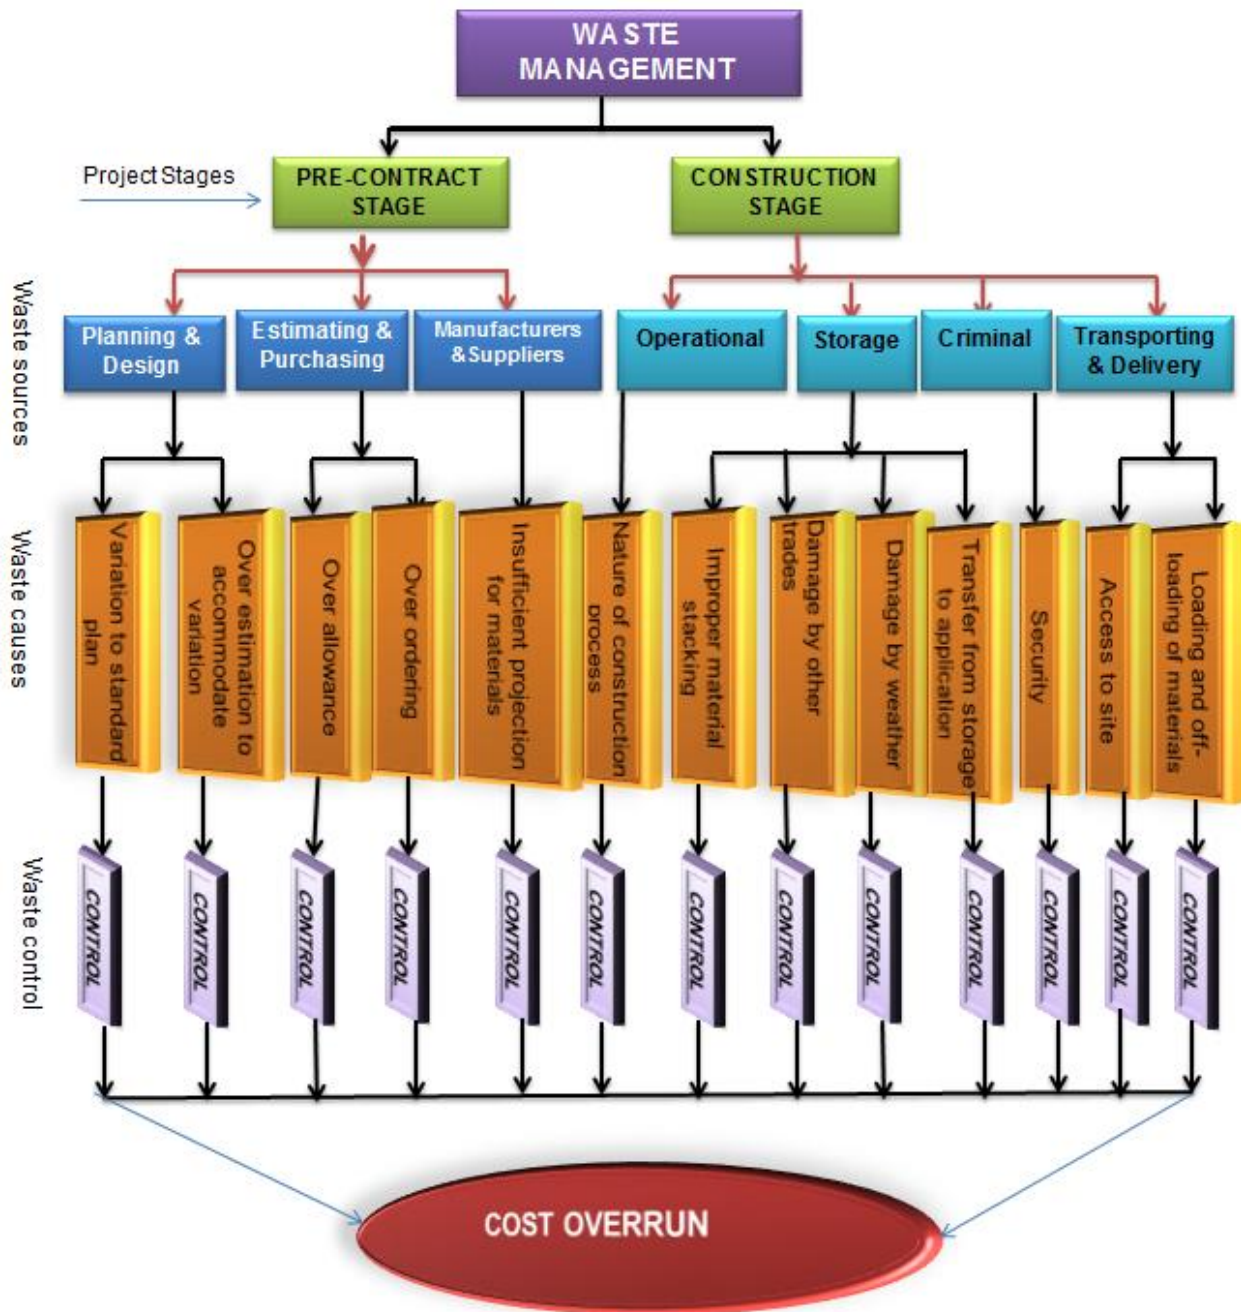 WASTE
MANAGEMENT
Project Stages
PRE-CONTRACT
STAGE
CONSTRUCTION
STAGE
Waste sources
Planning &
Design
Estimating &
Purchasing
Manufacturers
& Suppliers
Operational
Storage
Criminal
Transporting
& Delivery
Waste causes
Variation to standard
plan
Over estimation to
accommodate
variation
Over allowance
Over ordering
Insufficient projection
for materials
Nature of construction
process
Improper material
stacking
Damage by other
trades
Damage by weather
Transfer from storage
to application
Security
Access to site
Loading and off-
loading of materials
Waste control
CONTROL
CONTROL
CONTROL
CONTROL
CONTROL
CONTROL
CONTROL
CONTROL
CONTROL
CONTROL
CONTROL
CONTROL
CONTROL
COST OVERRUN